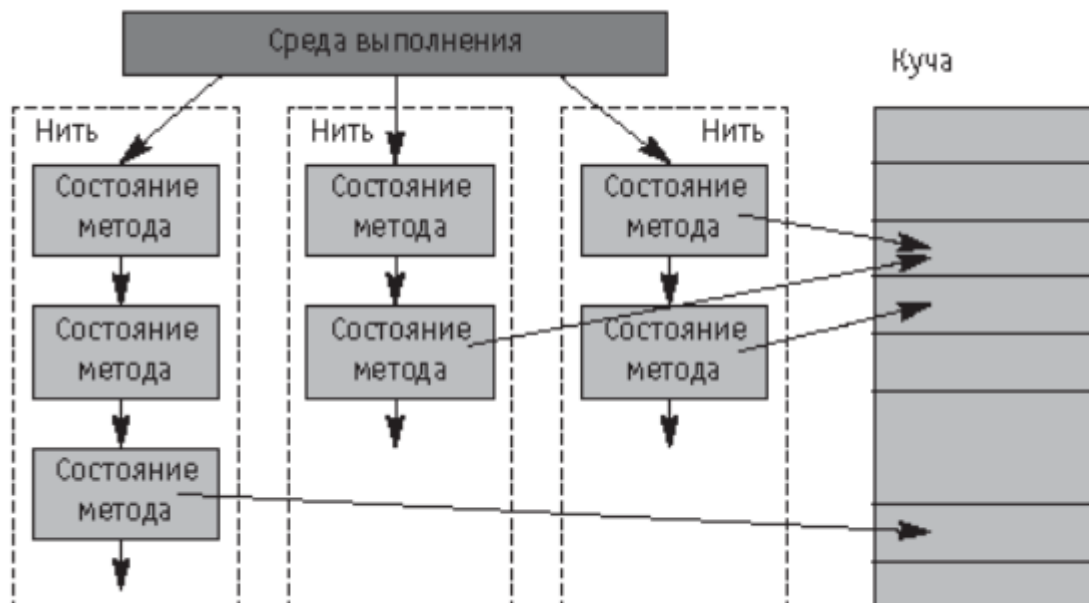 Среда выполнения
Куча
Нить
Нить
Нить
Состояние
метода
Состояние
метода
Состояние
метода
Состояние
метода
Состояние
метода
Состояние
метода
Состояние
метода